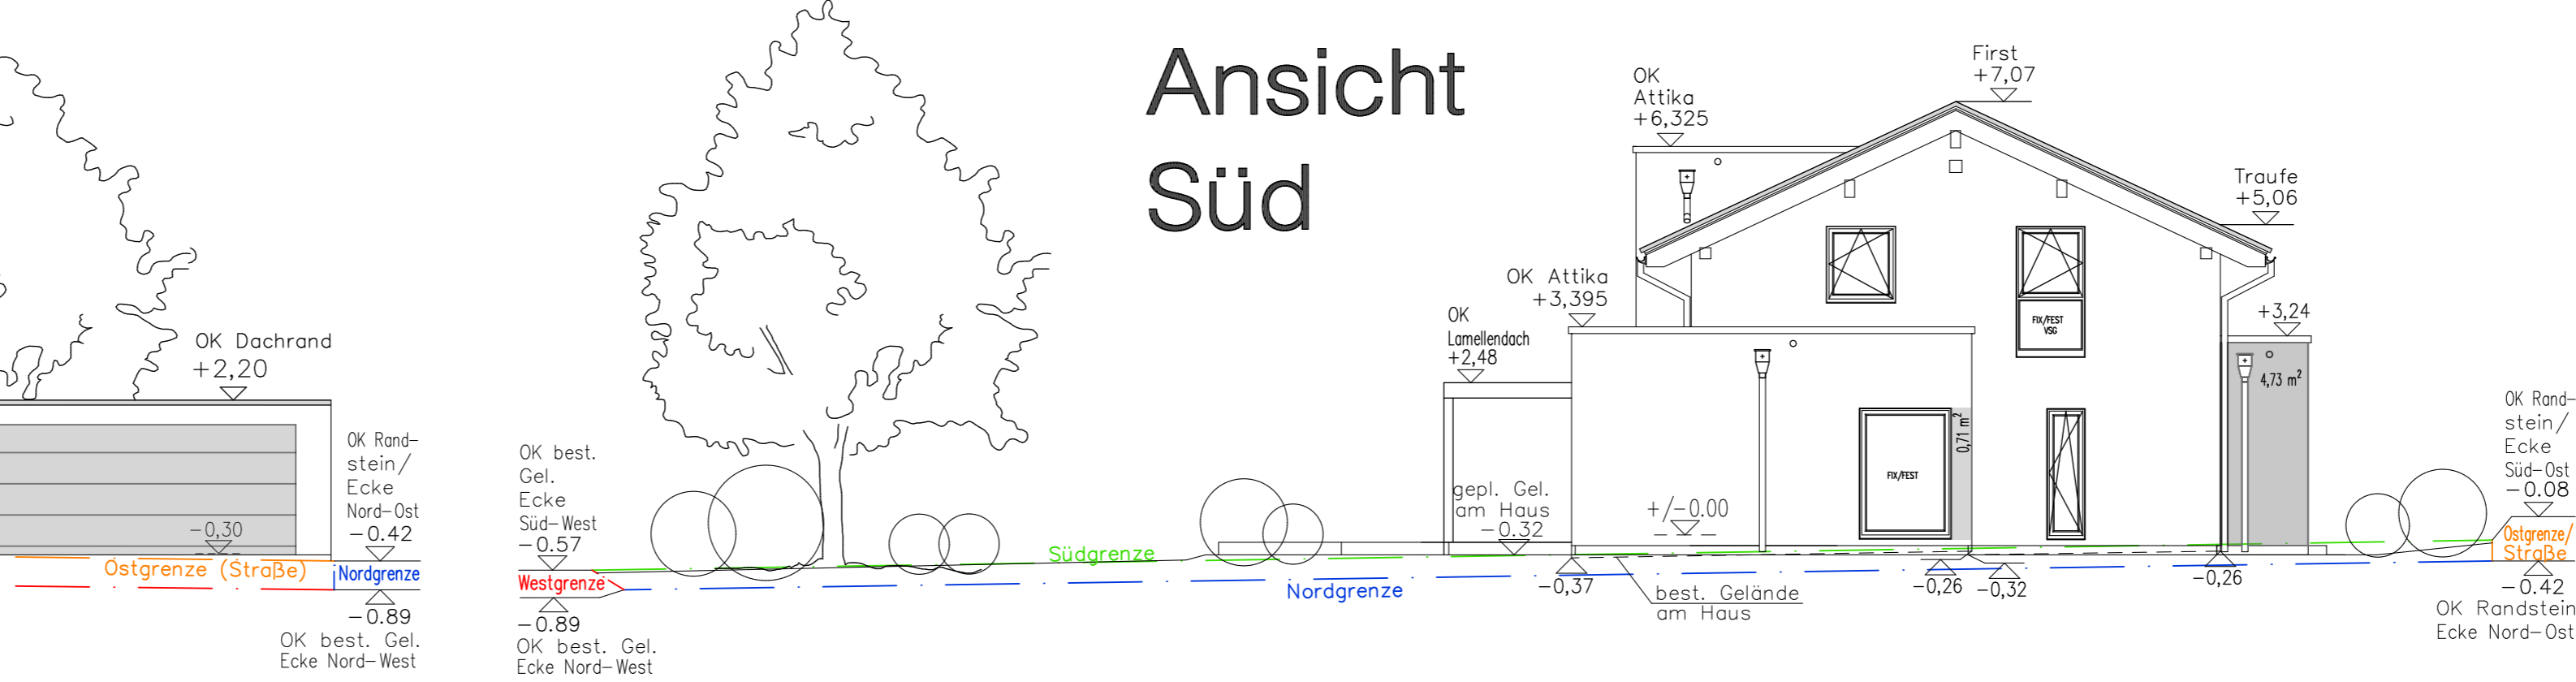 Ansicht
Süd
OK Dachrand
+2,20
-0,30
Ostgrenze (Straße)
OK Rand-
stein/
Ecke
Nord-Ost
-0.42
Nordgrenze
-0.89
OK best. Gel.
Ecke Nord-West
OK best.
Gel.
Ecke
Süd-West
-0.57
Westgrenze
-0.89
OK best. Gel.
Ecke Nord-West
Südgrenze
Nordgrenze
OK
Lamellendach
+2,48
gepl. Gel.
am Haus
-0.32
OK Attika
+3,395
OK
Attika
+6,325
First
+7,07
Traufe
+5,06
FIX/FEST
VSG
+3,24
4,73 m²
0,71 m²
FIX/FEST
+/-0.00
-0,37
best. Gelände
am Haus
-0,26
-0,32
-0,26
OK Rand-
stein/
Ecke
Süd-Ost
-0.08
Ostgrenze/
Straße
-0.42
OK Randstein
Ecke Nord-Ost